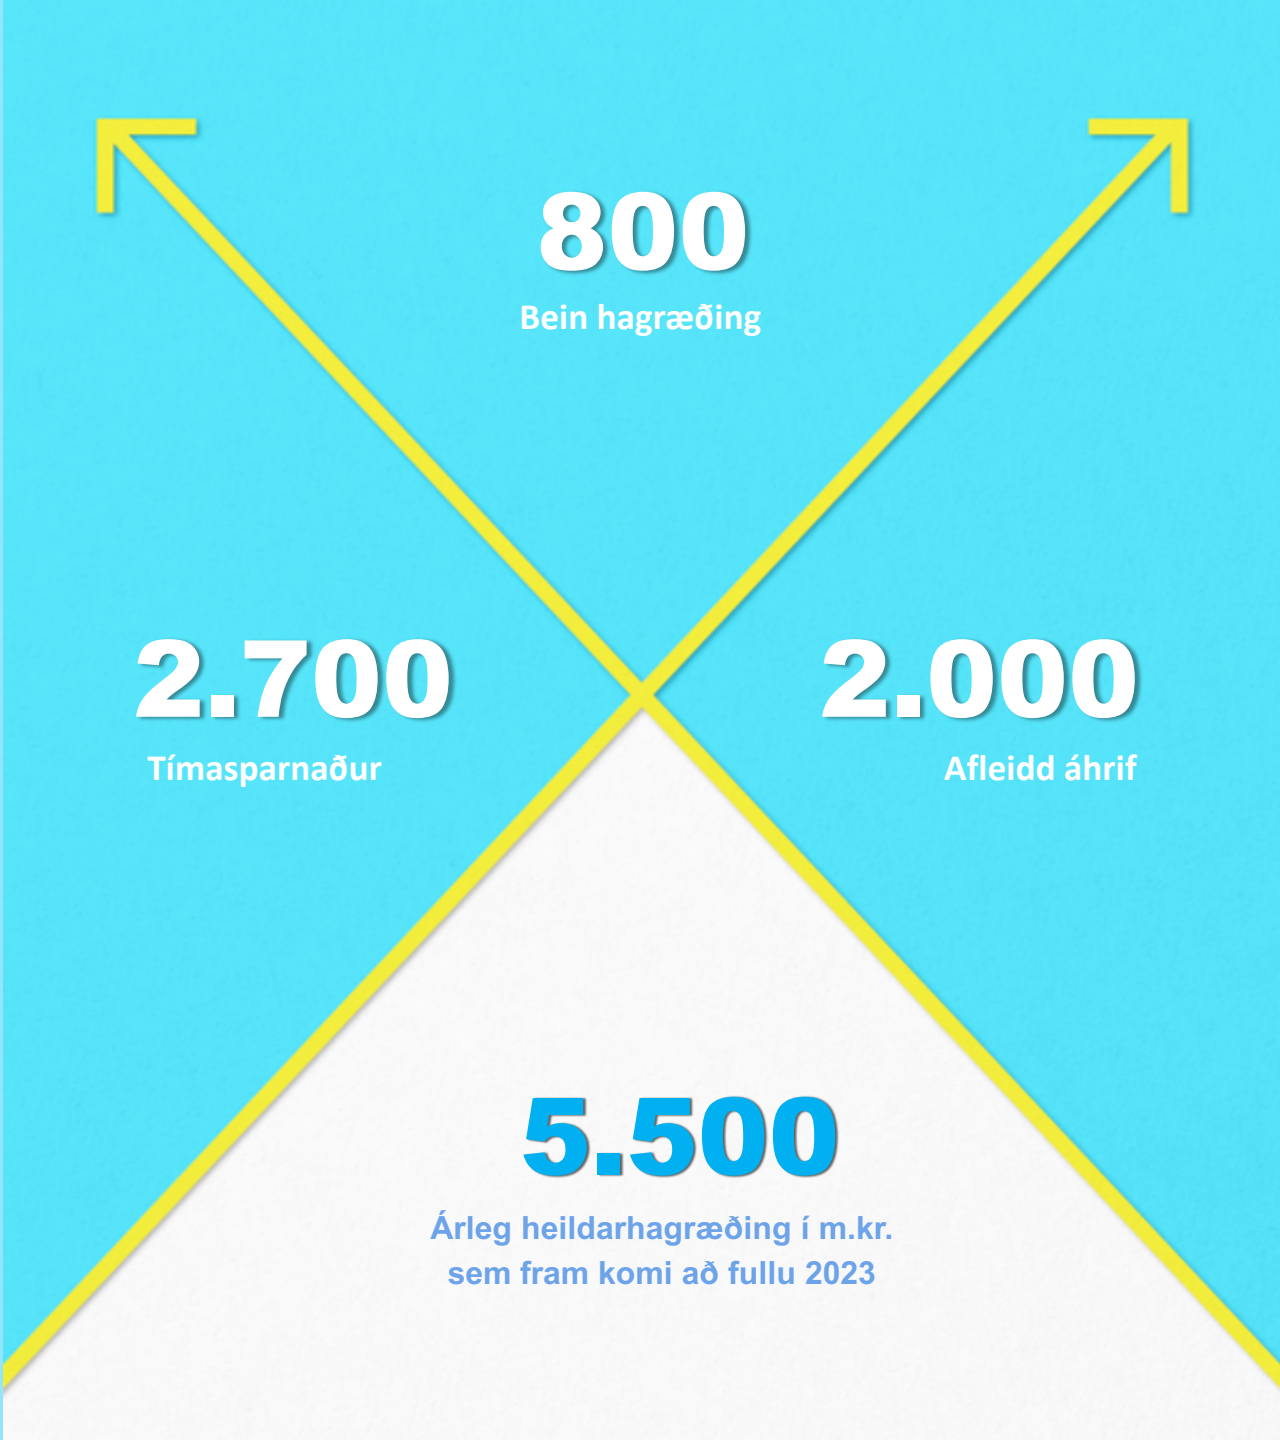 800
Bein hagræðing
2.700
Tímasparnaður
2.000
Afleidd áhrif
5.500
Árleg heildarhagræðing í m.kr.
sem fram komi að fullu 2023